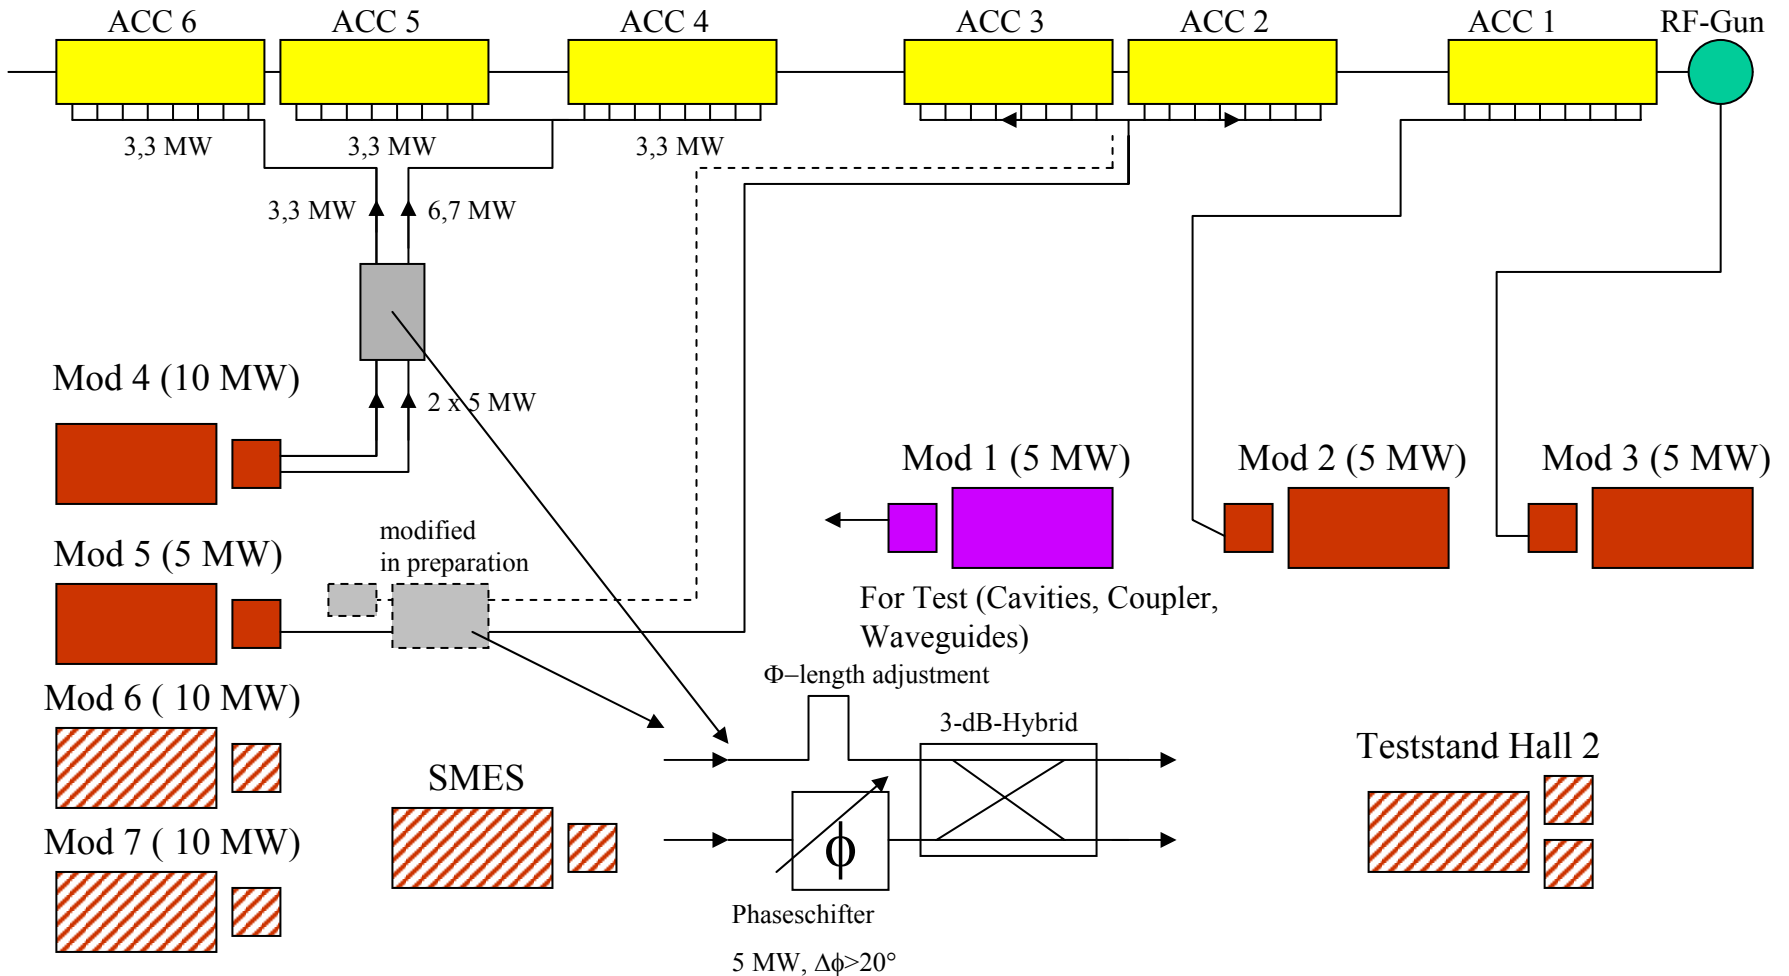 ACC 6
ACC 5
ACC 4
ACC 3
ACC 2
ACC 1
RF-Gun
3,3 MW
3,3 MW
3,3 MW
3,3 MW
6,7 MW
Mod 4 (10 MW)
2 x 5 MW
Mod 1 (5 MW)
Mod 2 (5 MW)
Mod 3 (5 MW)
modified
in preparation
Mod 5 (5 MW)
For Test (Cavities, Coupler,
Waveguides)
Φ–length adjustment
Mod 6 ( 10 MW)
3-dB-Hybrid
Teststand Hall 2
SMES
Mod 7 ( 10 MW)
ϕ
Phaseschifter
5 MW, Δϕ>20°